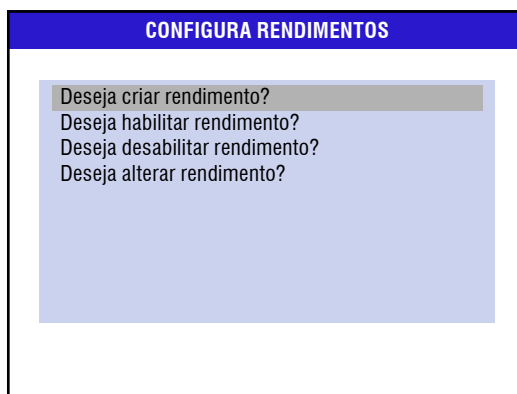 CONFIGURA RENDIMENTOS
Deseja criar rendimento?
Deseja habilitar rendimento?
Deseja desabilitar rendimento?
Deseja alterar rendimento?